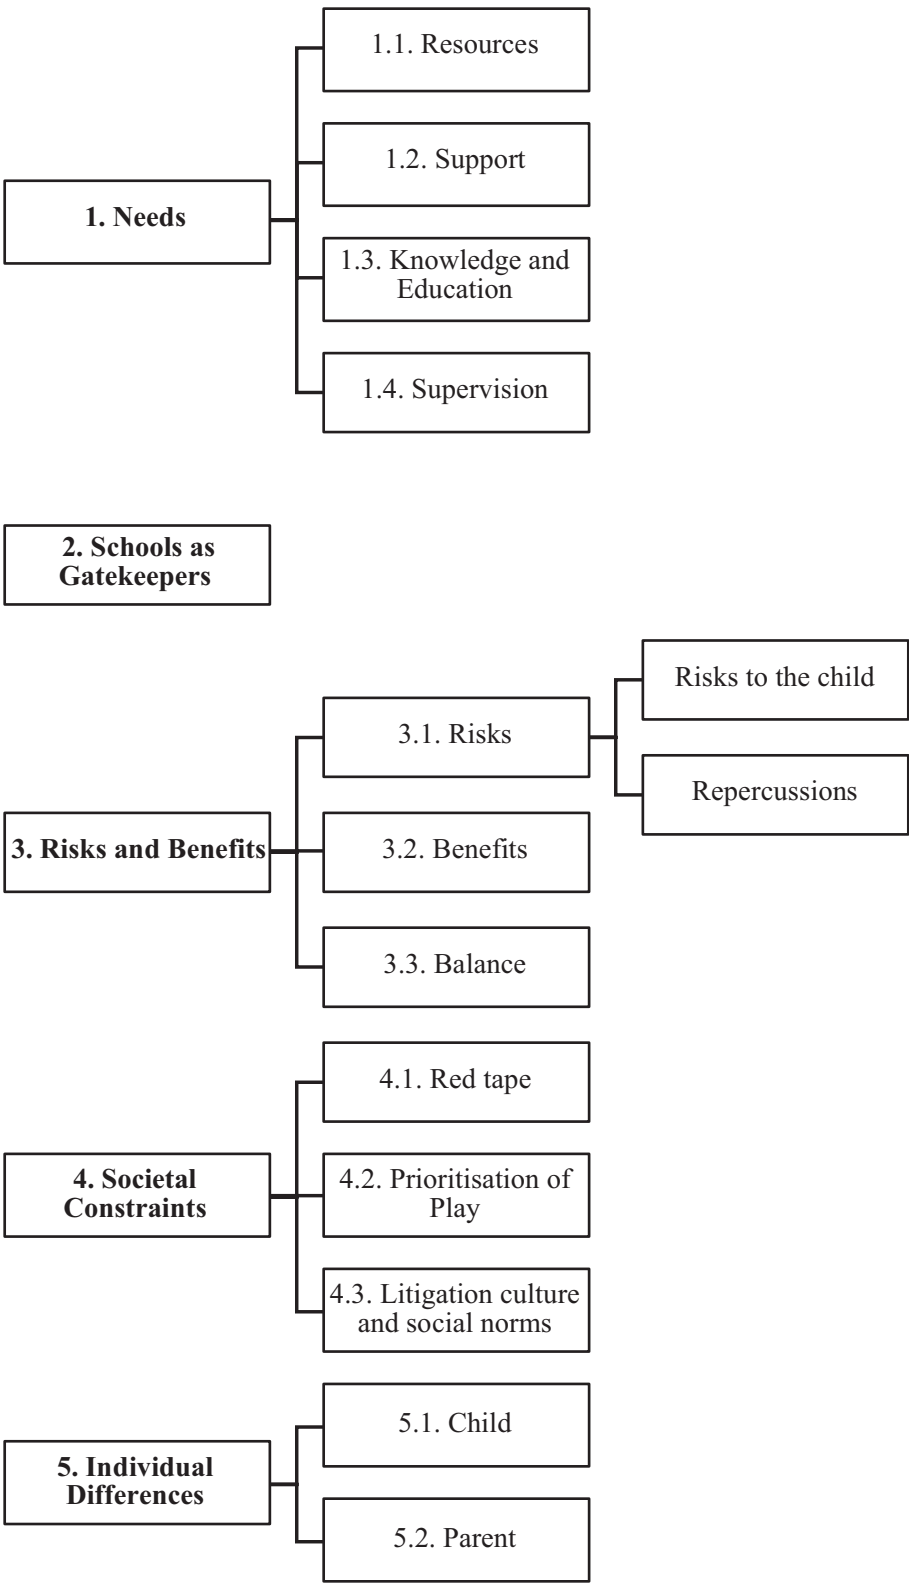 1. Needs
1.1. Resources
1.2. Support
1.3. Knowledge and
Education
1.4. Supervision
2. Schools as
Gatekeepers
3. Risks and Benefits
3.1. Risks
Risks to the child
Repercussions
3.2. Benefits
3.3. Balance
4. Societal
Constraints
4.1. Red tape
4.2. Prioritisation of
Play
4.3. Litigation culture
and social norms
5. Individual
Differences
5.1. Child
5.2. Parent